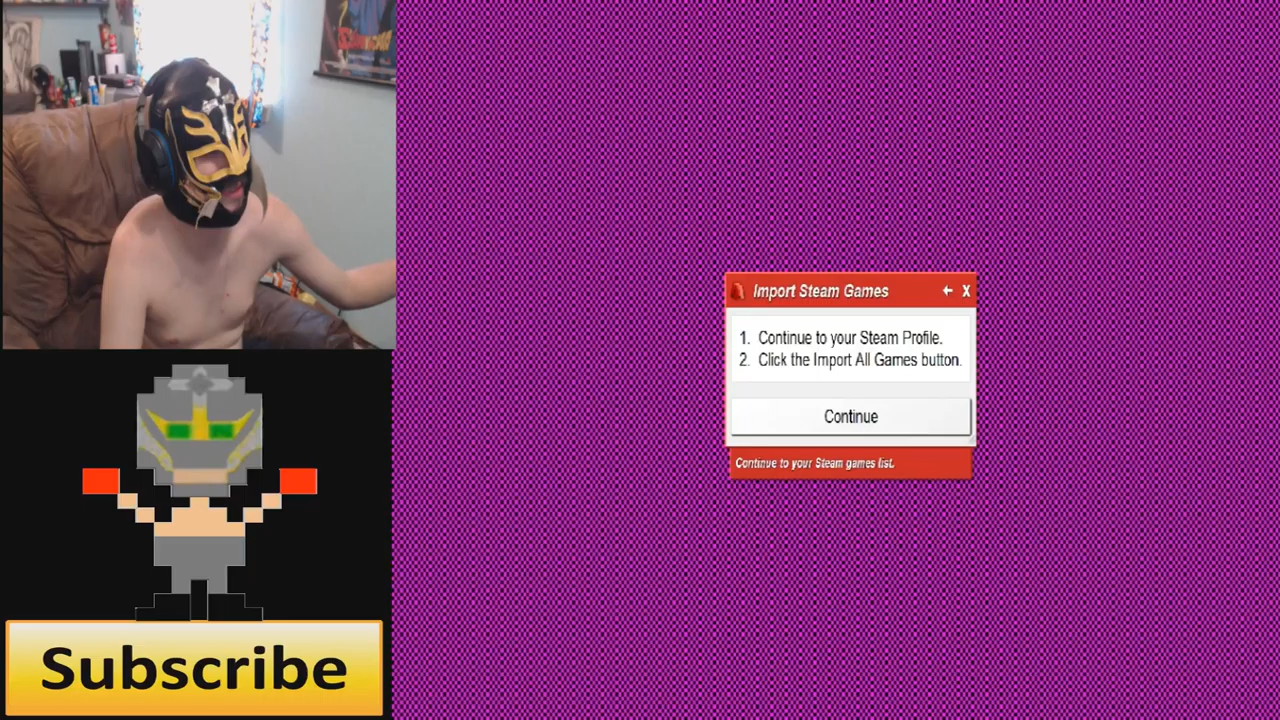 Import Steam Games
1. Continue to your Steam Profile.
2. Click the Import All Games button.
Continue
Continue to your Steam games list.
Subscribe